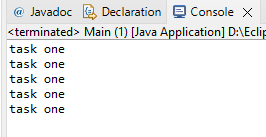 Javadoc Declaration Console
<terminated> Main (1) [Java Application] D:\Eclip
task one
task one
task one
task one
task one